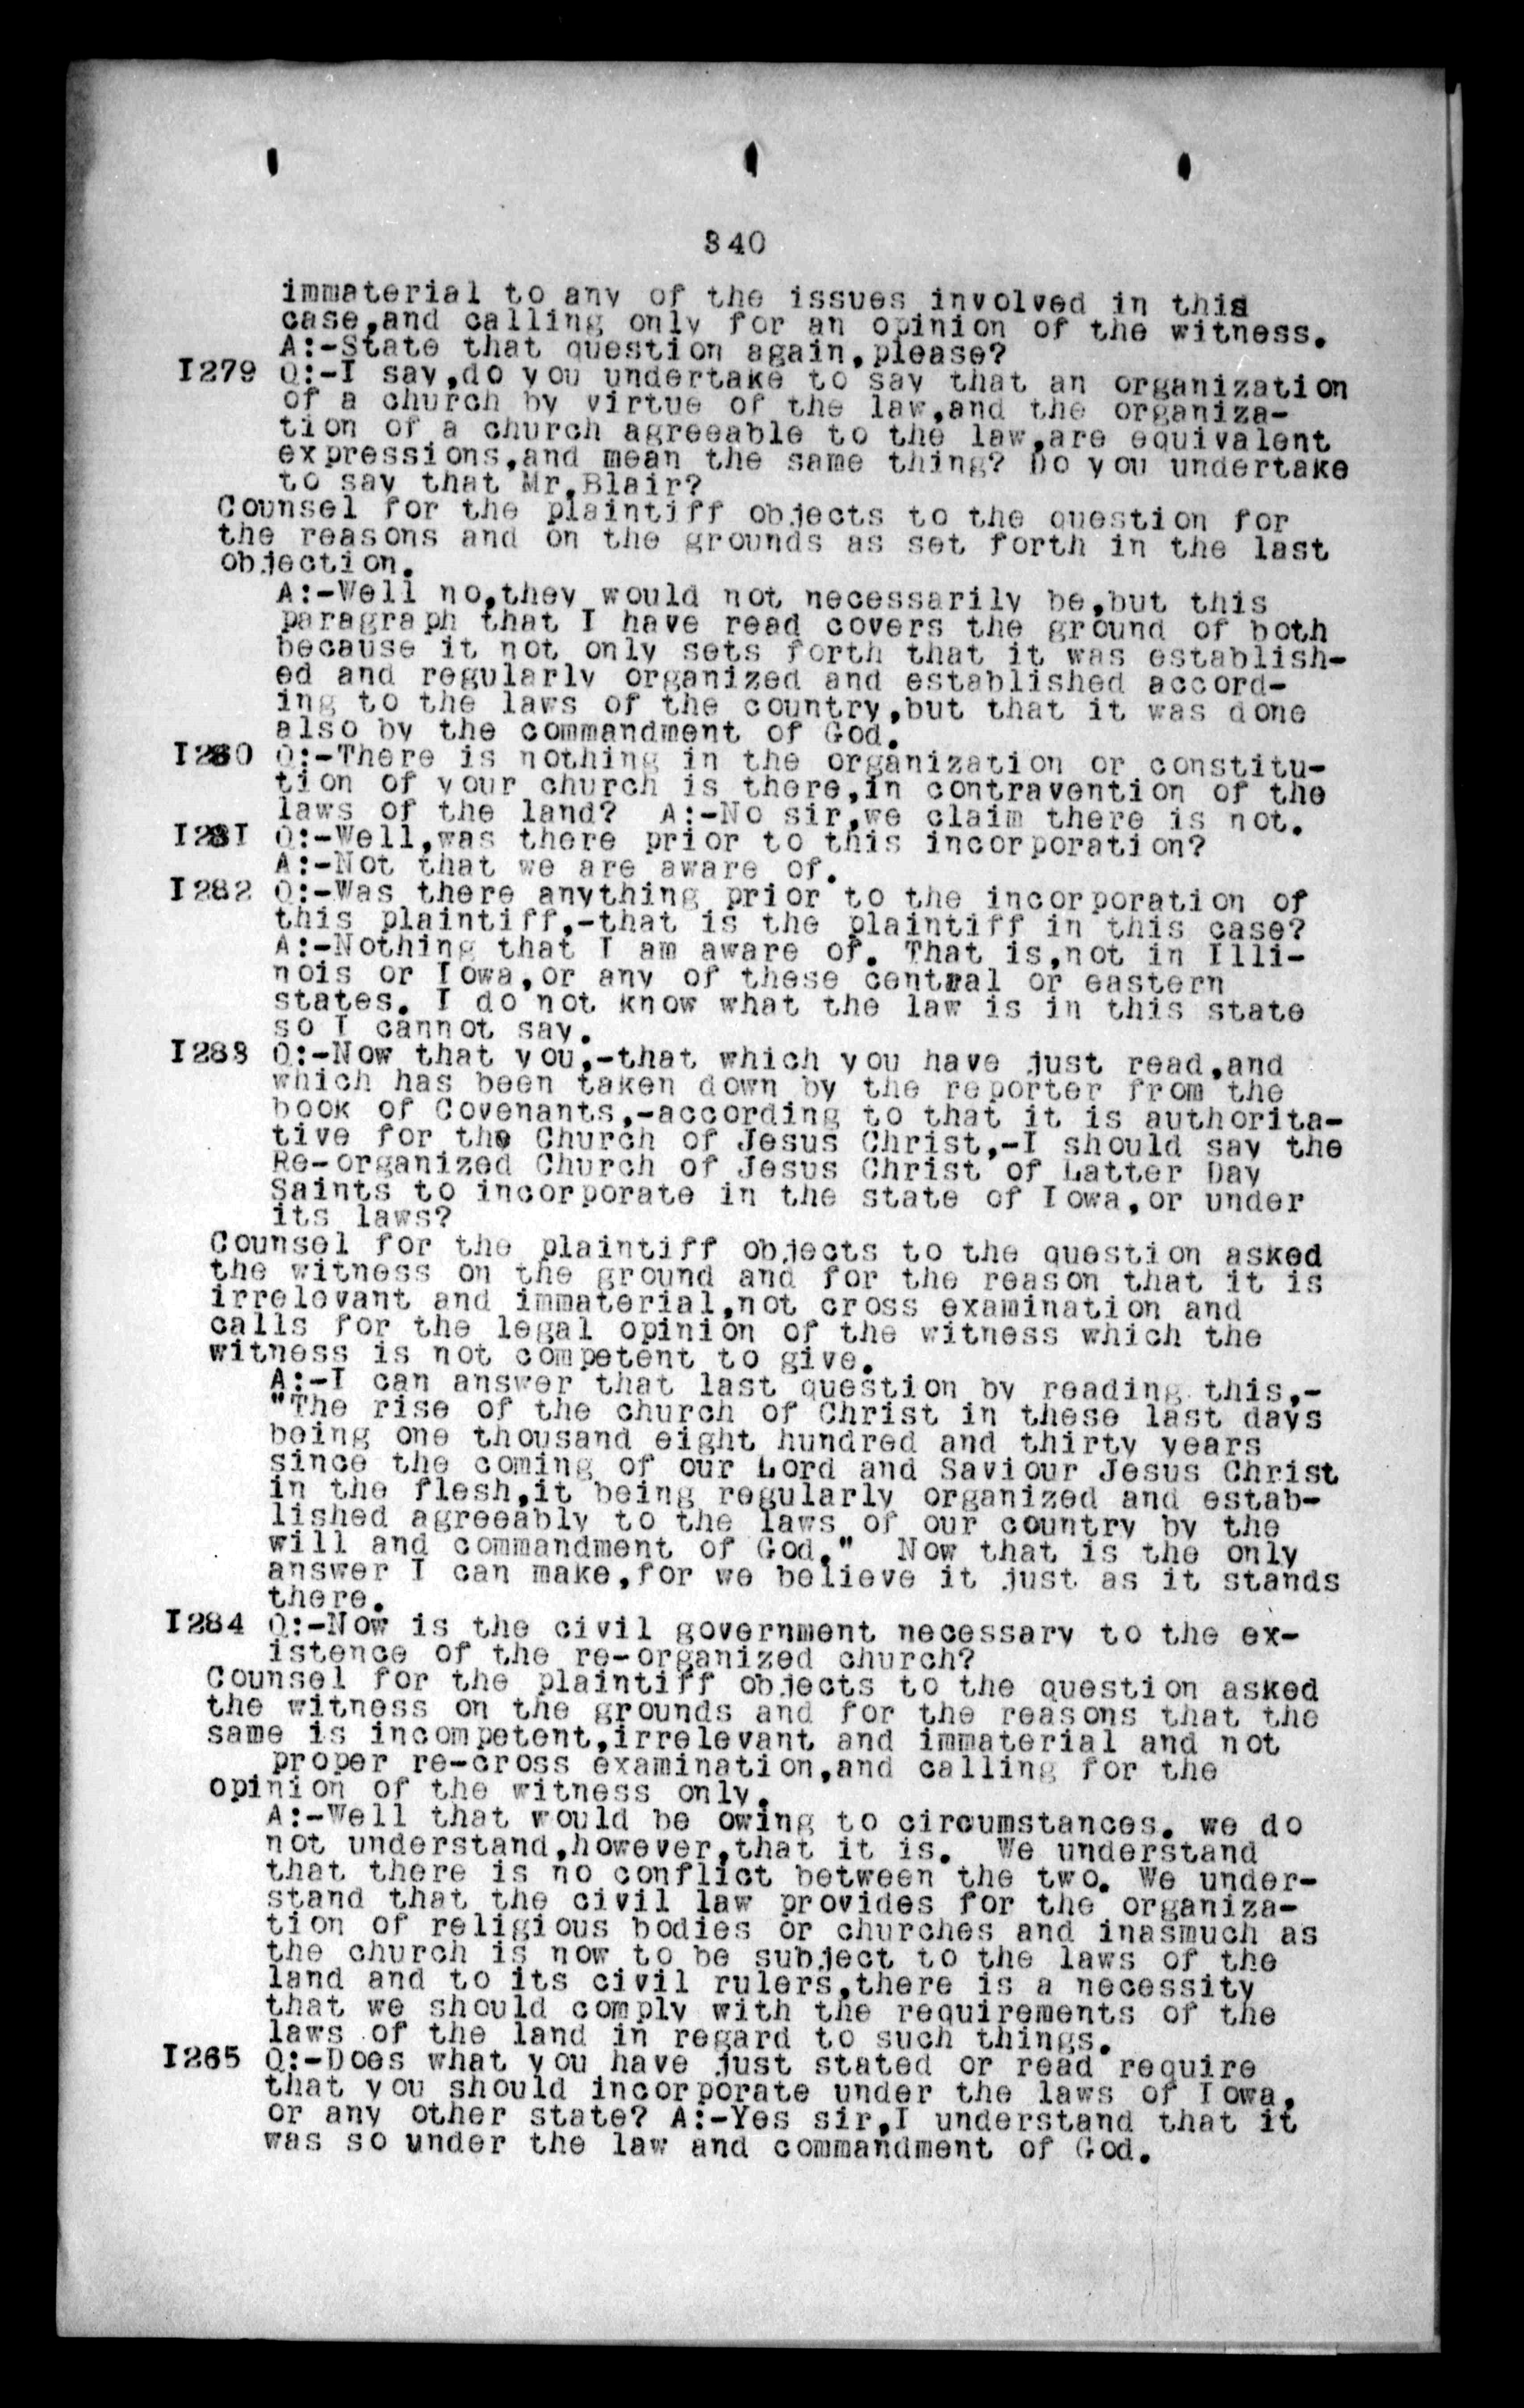 340
immaterial to any of the issues involved in this
case,and calling only for an opinion of the witness.
A:-State that question again,please?
I279 Q:-I say,do you undertake to say that an organization
of a church by virtue of the law,and the organiza-
tion of a church agreeable to the law,are equivalent
expressions,and mean the same thing? Do you undertake
to say that Mr.Blair?
Counsel for the plaintiff objects to the question for
the reasons and on the grounds as set forth in the last
objection.
A:-Well no,they would not necessarily be,but this
paragraph that I have read covers the ground of both
because it not only sets forth that it was establish-
ed and regularly organized and established accord-
ing to the laws of the country,but that it was done
also by the commandment of God.
I280 Q:-There is nothing in the organization or constitu-
tion of your church is there,in contravention of the
laws of the land? A:-No sir,we claim there is not.
I281 Q:-Well,was there prior to this incorporation?
A:-Not that we are aware of.
I282 Q:-Was there anything prior to the incorporation of
this plaintiff,-that is the plaintiff in this case?
A:-Nothing that I am aware of. That is,not in Illi-
nois or Iowa,or any of these central or eastern
states. I do not know what the law is in this state
so I cannot say.
I283 Q:-Now that you,-that which you have just read,and
which has been taken down by the reporter from the
book of Covenants,-according to that it is authorita-
tive for the Church of Jesus Christ,-I should say the
Re-organized Church of Jesus Christ of Latter Day
Saints to incorporate in the state of Iowa,or under
its laws?
Counsel for the plaintiff objects to the question asked
the witness on the ground and for the reason that it is
irrelevant and immaterial,not cross examination and
calls for the legal opinion of the witness which the
witness is not competent to give.
A:-I can answer that last question by reading this,-
"The rise of the church of Christ in these last days
being one thousand eight hundred and thirty years
since the coming of our Lord and Saviour Jesus Christ
in the flesh,it being regularly organized and estab-
lished agreeably to the laws of our country by the
will and commandment of God." Now that is the only
answer I can make,for we believe it just as it stands
there.
I284 Q:-Now is the civil government necessary to the ex-
istence of the re-organized church?
Counsel for the plaintiff objects to the question asked
the witness on the grounds and for the reasons that the
same is incompetent,irrelevant and immaterial and not
proper re-cross examination,and calling for the
opinion of the witness only.
A:-Well that would be owing to circumstances. we do
not understand,however,that it is. We understand
that there is no conflict between the two. We under-
stand that the civil law provides for the organiza-
tion of religious bodies or churches and inasmuch as
the church is now to be subject to the laws of the
land and to its civil rulers,there is a necessity
that we should comply with the requirements of the
laws of the land in regard to such things.
I265 Q:-Does what you have just stated or read require
that you should incorporate under the laws of Iowa,
or any other state? A:-Yes sir,I understand that it
was so under the law and commandment of God.